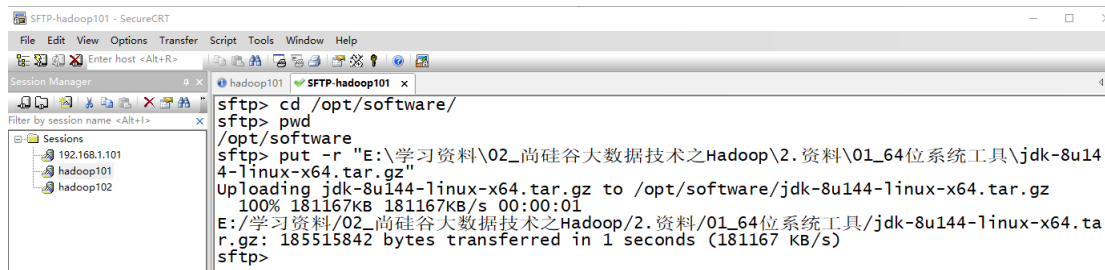 SFTP-hadoop101 - SecureCRT
File Edit View Options Transfer Script Tools Window Help
Enter host <Alt+R>
Session Manager
hadoop101 SFTP-hadoop101
Filter by session name <Alt+I>
Sessions
192.168.1.101
hadoop101
hadoop102
sftp> cd /opt/software/
sftp> pwd
/opt/software
sftp> put -r "E:\学习资料\02_尚硅谷大数据技术之Hadoop\2.资料\01_64位系统工具\jdk-8u14
4-linux-x64.tar.gz"
Uploading jdk-8u144-linux-x64.tar.gz to /opt/software/jdk-8u144-linux-x64.tar.gz
100% 181167KB 181167KB/s 00:00:01
E:/学习资料/02_尚硅谷大数据技术之Hadoop/2.资料/01_64位系统工具/jdk-8u144-linux-x64.ta
r.gz: 185515842 bytes transferred in 1 seconds (181167 KB/s)
sftp>